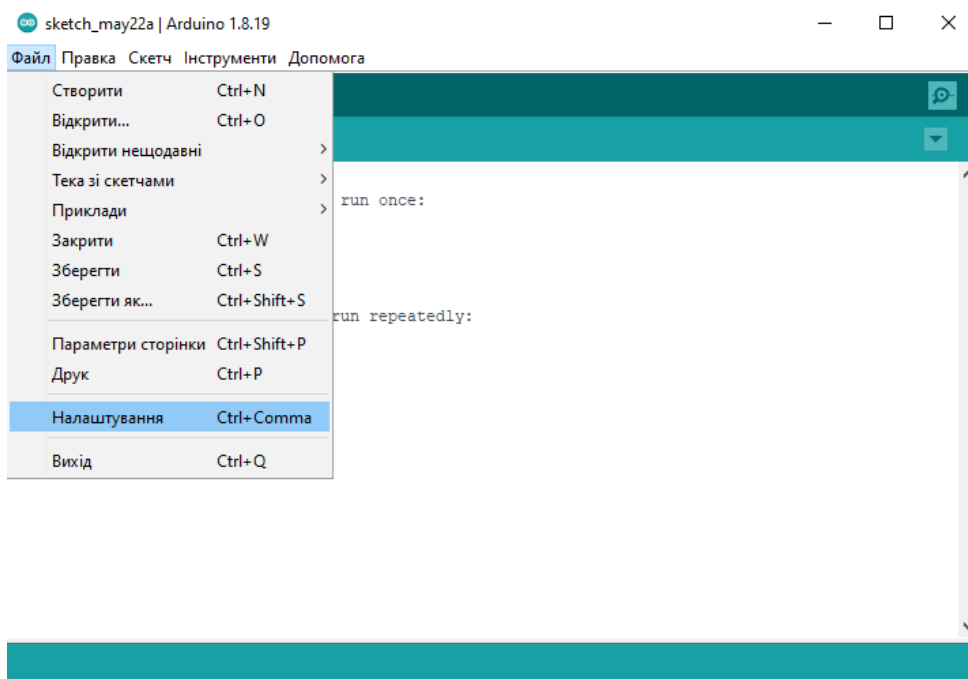 sketch_may22a | Arduino 1.8.19
Файл Правка Скетч Інструменти Допомога
Створити Ctrl+N
Відкрити... Ctrl+O
Відкрити нещодавні
Тека зі скетчами
Приклади
run once:
Закрити Ctrl+W
Зберегти Ctrl+S
Зберегти як... Ctrl+Shift+S
run repeatedly:
Параметри сторінки Ctrl+Shift+P
Друк Ctrl+P
Налаштування Ctrl+Comma
Вихід Ctrl+Q